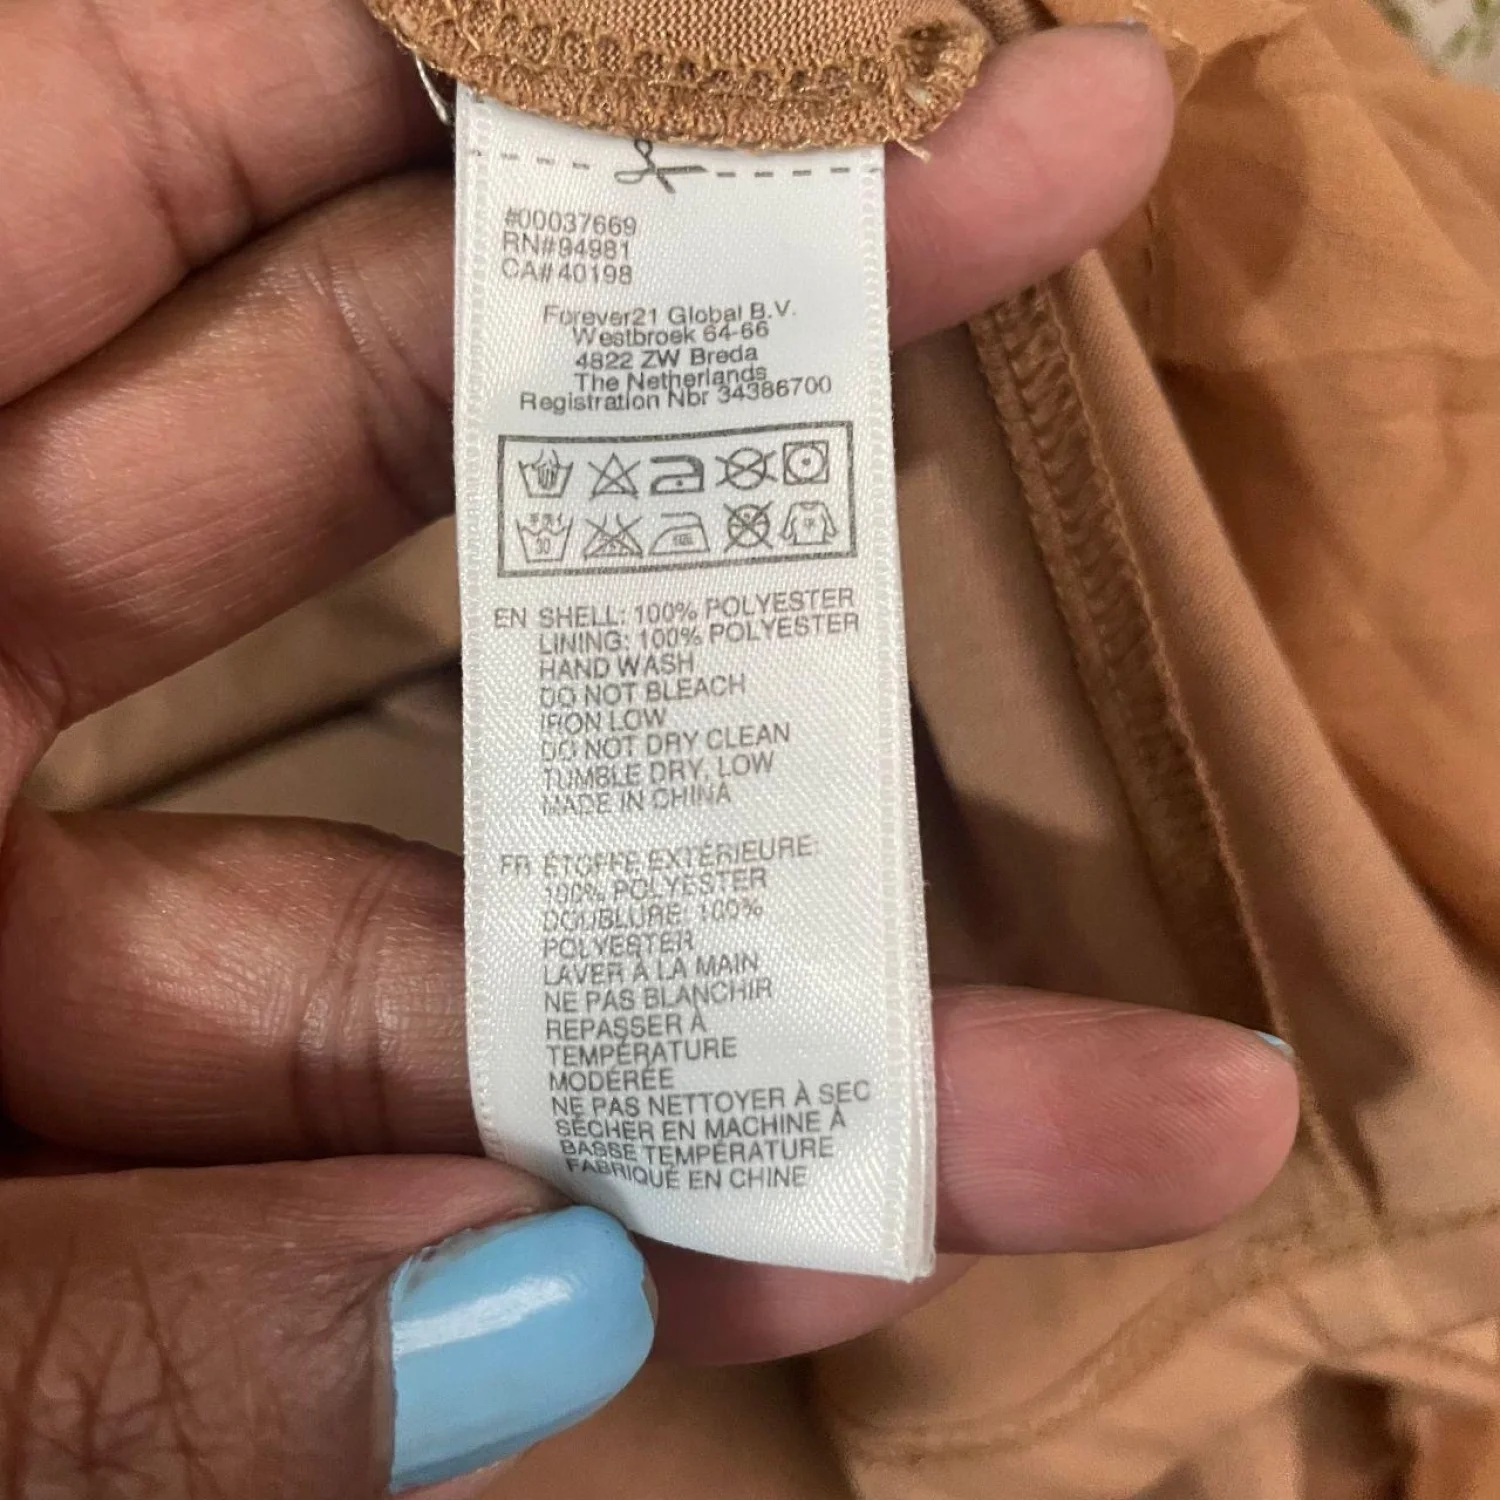 #00037669
RN#94981
CA#40198
Forever21 Global B.V.
Westbroek 64-66
4822 ZW Breda
The Netherlands
Registration Nbr 34386700
30
EN SHELL: 100% POLYESTER
LINING: 100% POLYESTER
HAND WASH
DO NOT BLEACH
IRON LOW
DO NOT DRY CLEAN
TUMBLE DRY, LOW
MADE IN CHINA
FR ÉTOFFE EXTÉRIEURE:
100% POLYESTER
DOUBLURE: 100%
POLYESTER
LAVER À LA MAIN
NE PAS BLANCHIR
REPASSER À
TEMPÉRATURE
MODÉRÉE
NE PAS NETTOYER À SEC
SÉCHER EN MACHINE À
BASSE TEMPÉRATURE
FABRIQUÉ EN CHINE